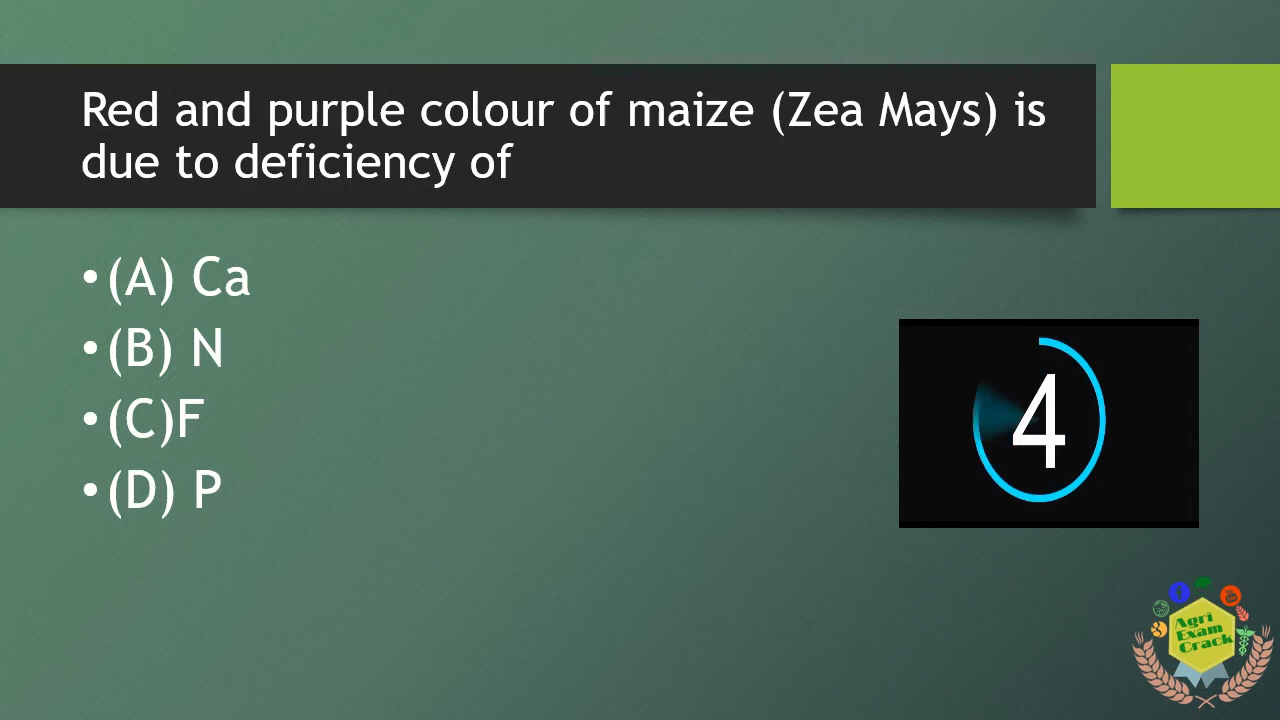 Red and purple colour of maize (Zea Mays) is
due to deficiency of
• (A) Ca
• (B) N
• (C)F
• (D) P
4
Agri
Exam
Crack